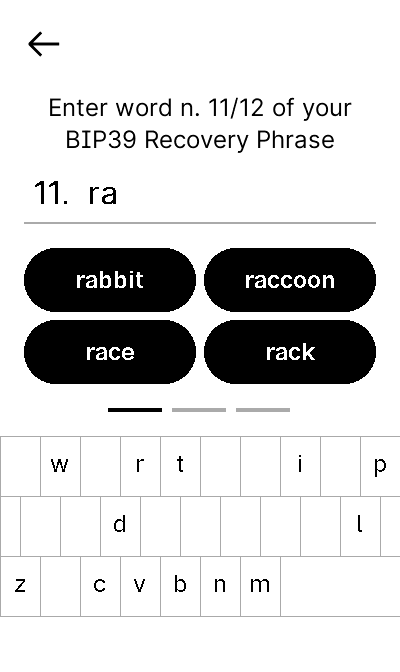 Enter word n. 11/12 of your
BIP39 Recovery Phrase
11. ra
rabbit raccoon
race rack
w r t i p
d l
z c v b n m